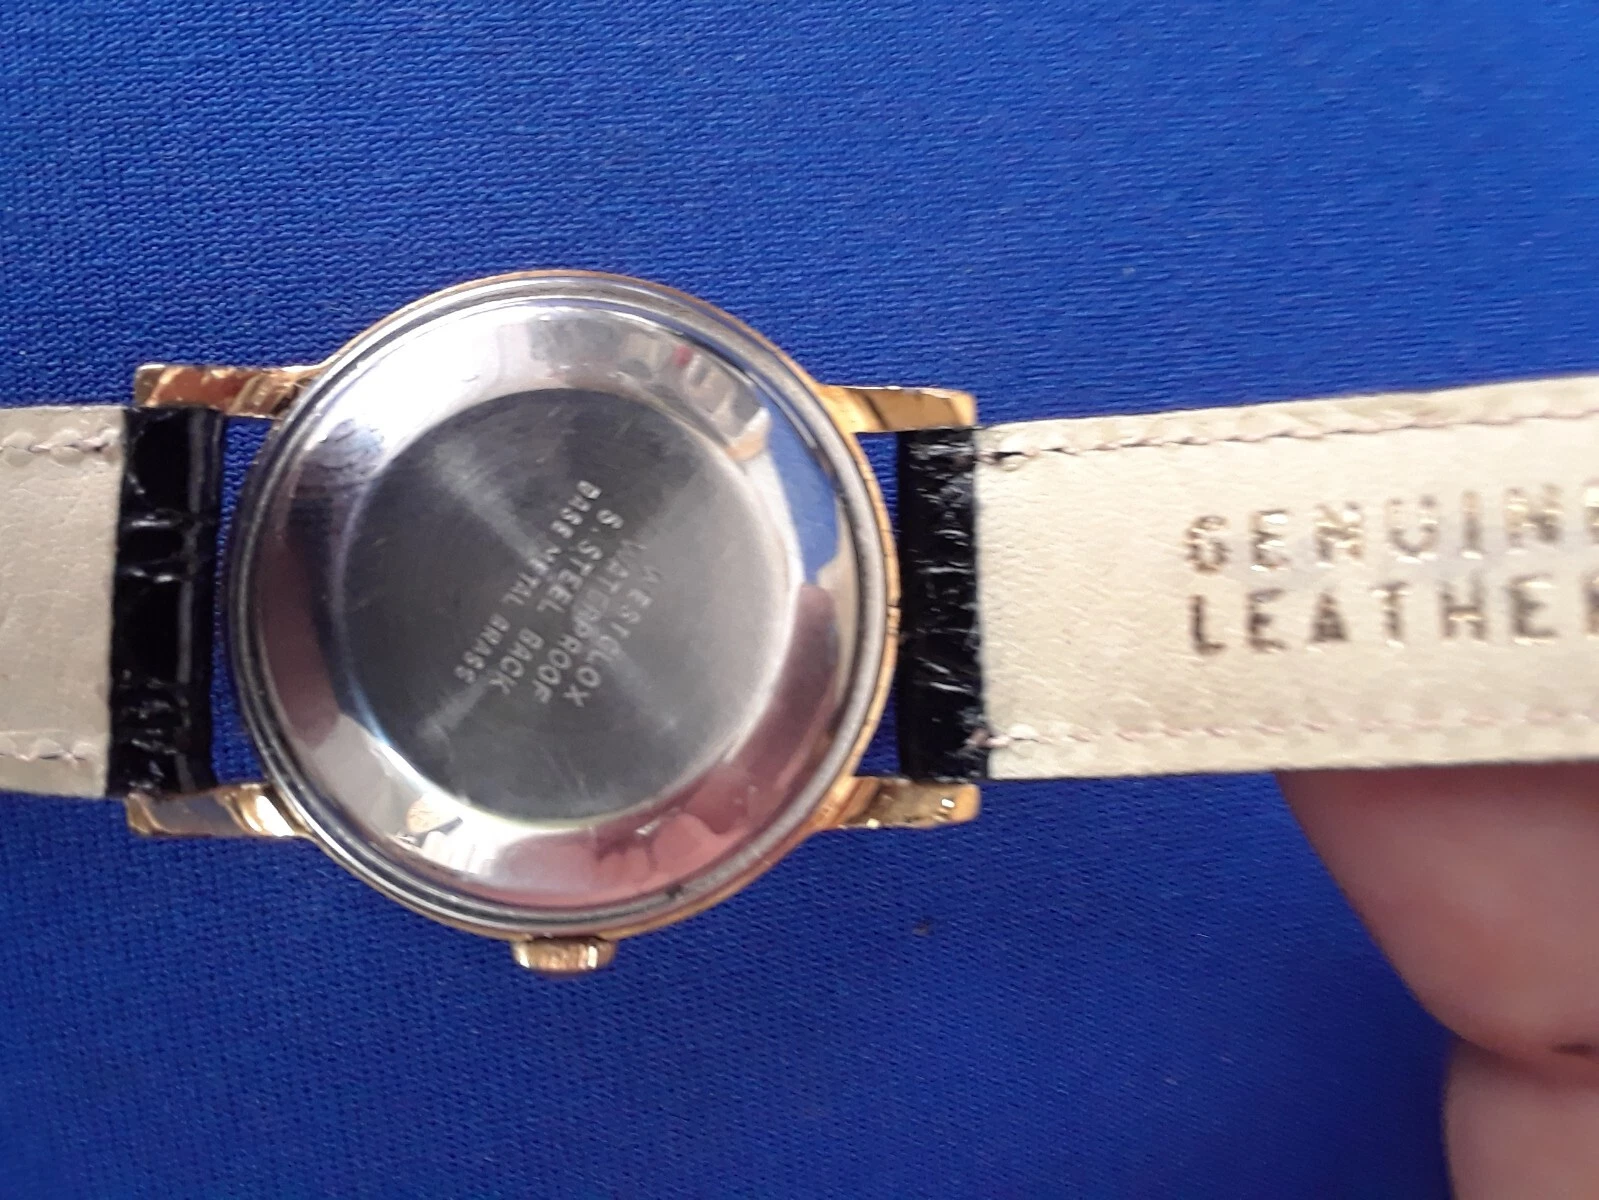 WESTCLOX
WATERPROOF
S.STEEL BACK
BASE METAL BRASS
GENUINE
LEATHER